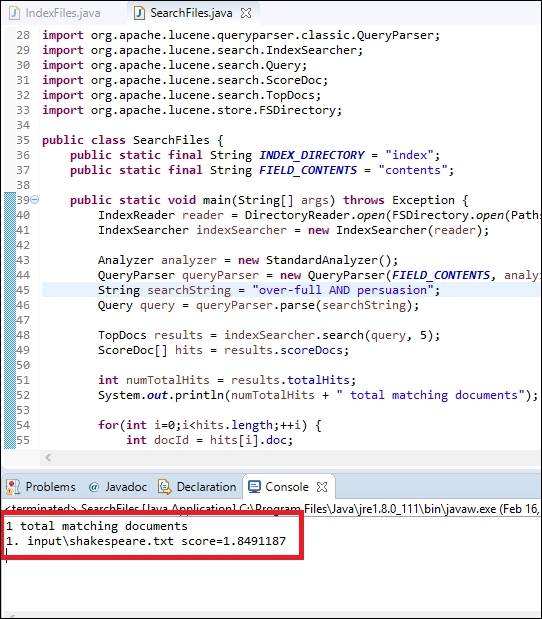 IndexFiles.java SearchFiles.java
28 import org.apache.lucene.queryparser.classic.QueryParser;
29 import org.apache.lucene.search.IndexSearcher;
30 import org.apache.lucene.search.Query;
31 import org.apache.lucene.search.ScoreDoc;
32 import org.apache.lucene.search.TopDocs;
33 import org.apache.lucene.store.FSDirectory;
34
35 public class SearchFiles {
36 public static final String INDEX_DIRECTORY = "index";
37 public static final String FIELD_CONTENTS = "contents";
38
39 public static void main(String[] args) throws Exception {
40 IndexReader reader = DirectoryReader.open(FSDirectory.open(Paths
41 IndexSearcher indexSearcher = new IndexSearcher(reader);
42
43 Analyzer analyzer = new StandardAnalyzer();
44 QueryParser queryParser = new QueryParser(FIELD_CONTENTS, analyz
45 String searchString = "over-full AND persuasion";
46 Query query = queryParser.parse(searchString);
47
48 TopDocs results = indexSearcher.search(query, 5);
49 ScoreDoc[] hits = results.scoreDocs;
50
51 int numTotalHits = results.totalHits;
52 System.out.println(numTotalHits + " total matching documents");
53
54 for(int i=0;i<hits.length;++i) {
55 int docId = hits[i].doc;
Problems @ Javadoc Declaration Console
<terminated> SearchFiles [Java Application] C:\Program Files\Java\jre1.8.0_111\bin\javaw.exe (Feb 16,
1 total matching documents
1. input\shakespeare.txt score=1.8491187